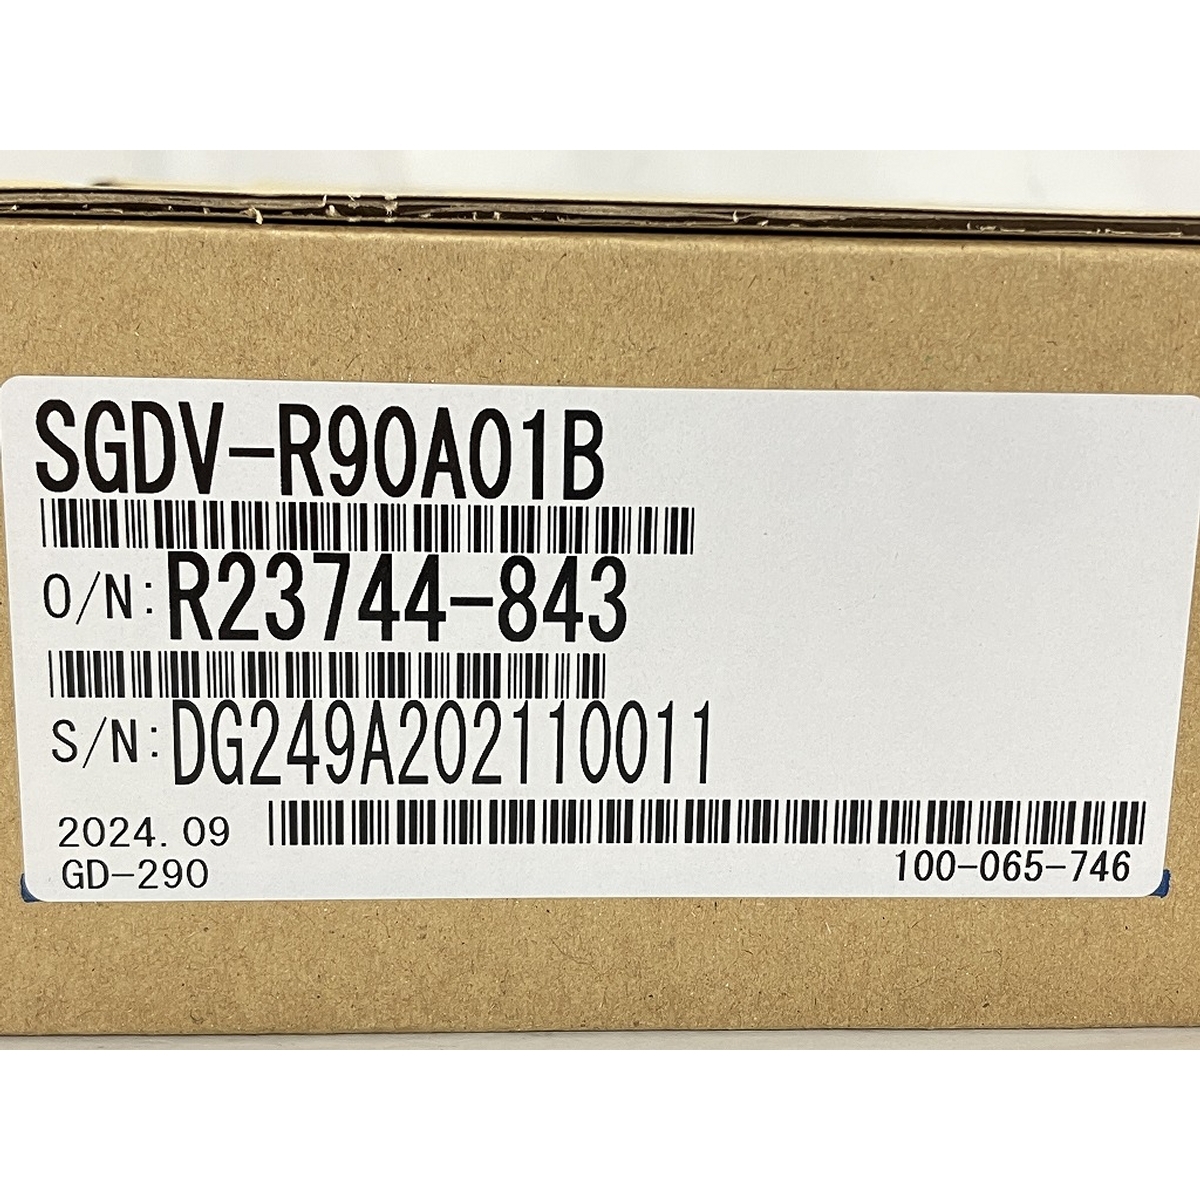 SGDV-R90A01B
O/N:R23744-843
S/N:DG249A202110011
2024.09
GD-290
100-065-746